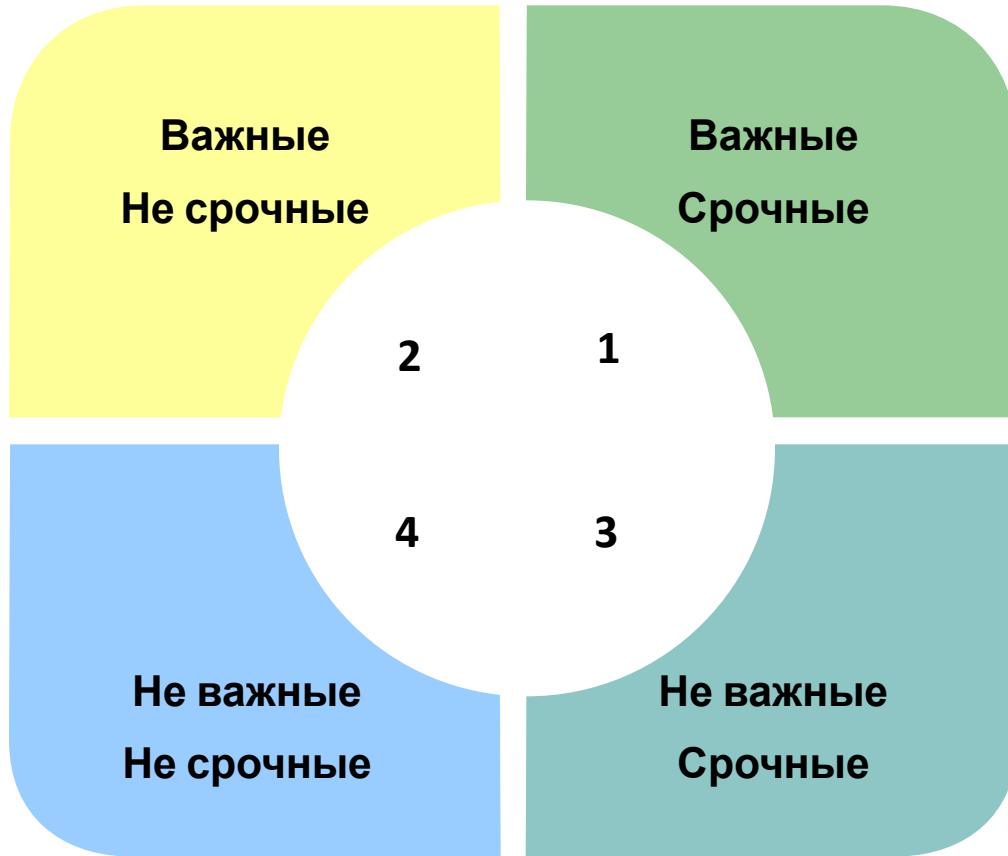 Важные
Не срочные
Важные
Срочные
2
1
4
3
Не важные
Не срочные
Не важные
Срочные